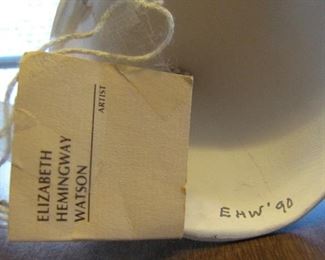 ELIZABETH
HEMINGWAY
WATSON
ARTIST
EHW '90